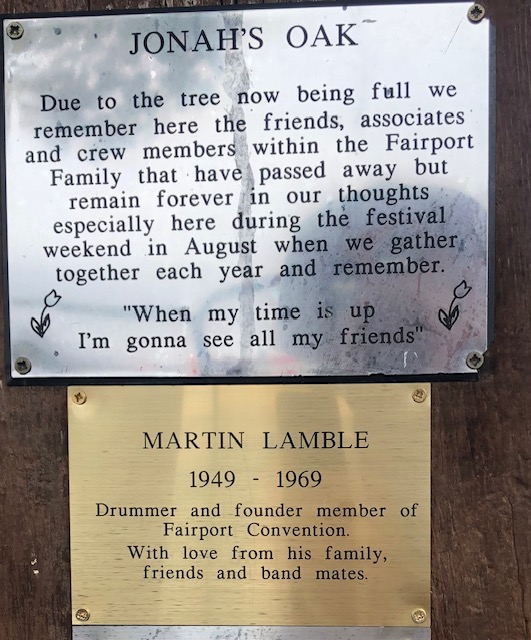 JONAH'S OAK
Due to the tree now being full we
remember here the friends, associates
and crew members within the Fairport
Family that have passed away but
remain forever in our thoughts
especially here during the festival
weekend in August when we gather
together each year and remember.
"When my time is up
I'm gonna see all my friends"
MARTIN LAMBLE
1949 - 1969
Drummer and founder member of
Fairport Convention.
With love from his family,
friends and band mates.